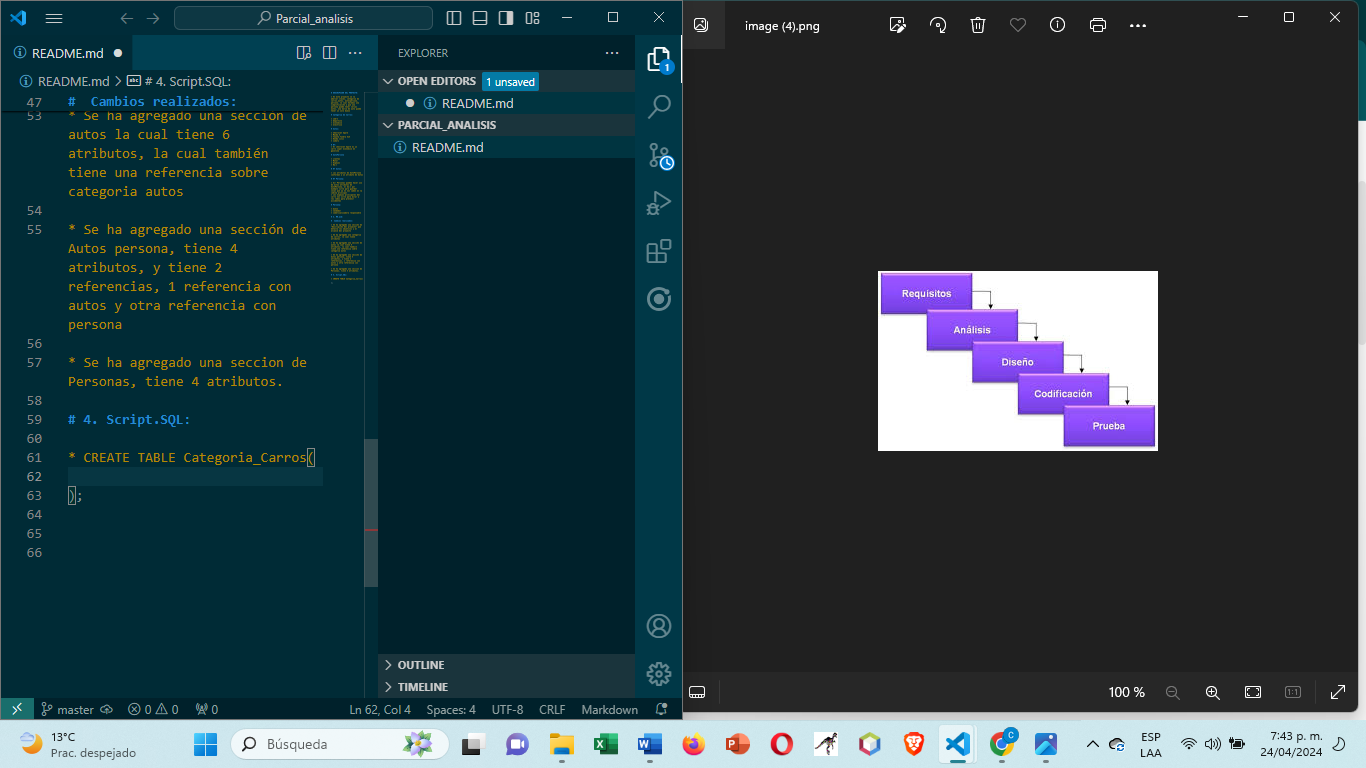 Parcial_analisis
README.md
README.md > # 4. Script.SQL:
47 # Cambios realizados:
53 * Se ha agregado una sección de
autos la cual tiene 6
atributos, la cual también
tiene una referencia sobre
categoria autos
54
55 * Se ha agregado una sección de
Autos persona, tiene 4
atributos, y tiene 2
referencias, 1 referencia con
autos y otra referencia con
persona
56
57 * Se ha agregado una seccion de
Personas, tiene 4 atributos.
58
59 # 4. Script.SQL:
60
61 * CREATE TABLE Categoria_Carros(
62
63 );
64
65
66
EXPLORER
OPEN EDITORS 1 unsaved
README.md
PARCIAL_ANALISIS
README.md
OUTLINE
TIMELINE
1
master 0 0 0 Ln 62, Col 4 Spaces: 4 UTF-8 CRLF Markdown
image (4).png
Requisitos
Análisis
Diseño
Codificación
Prueba
100 %
1:1
13°C
Prac. despejado
Búsqueda
C
ESP
LAA
7:43 p. m.
24/04/2024